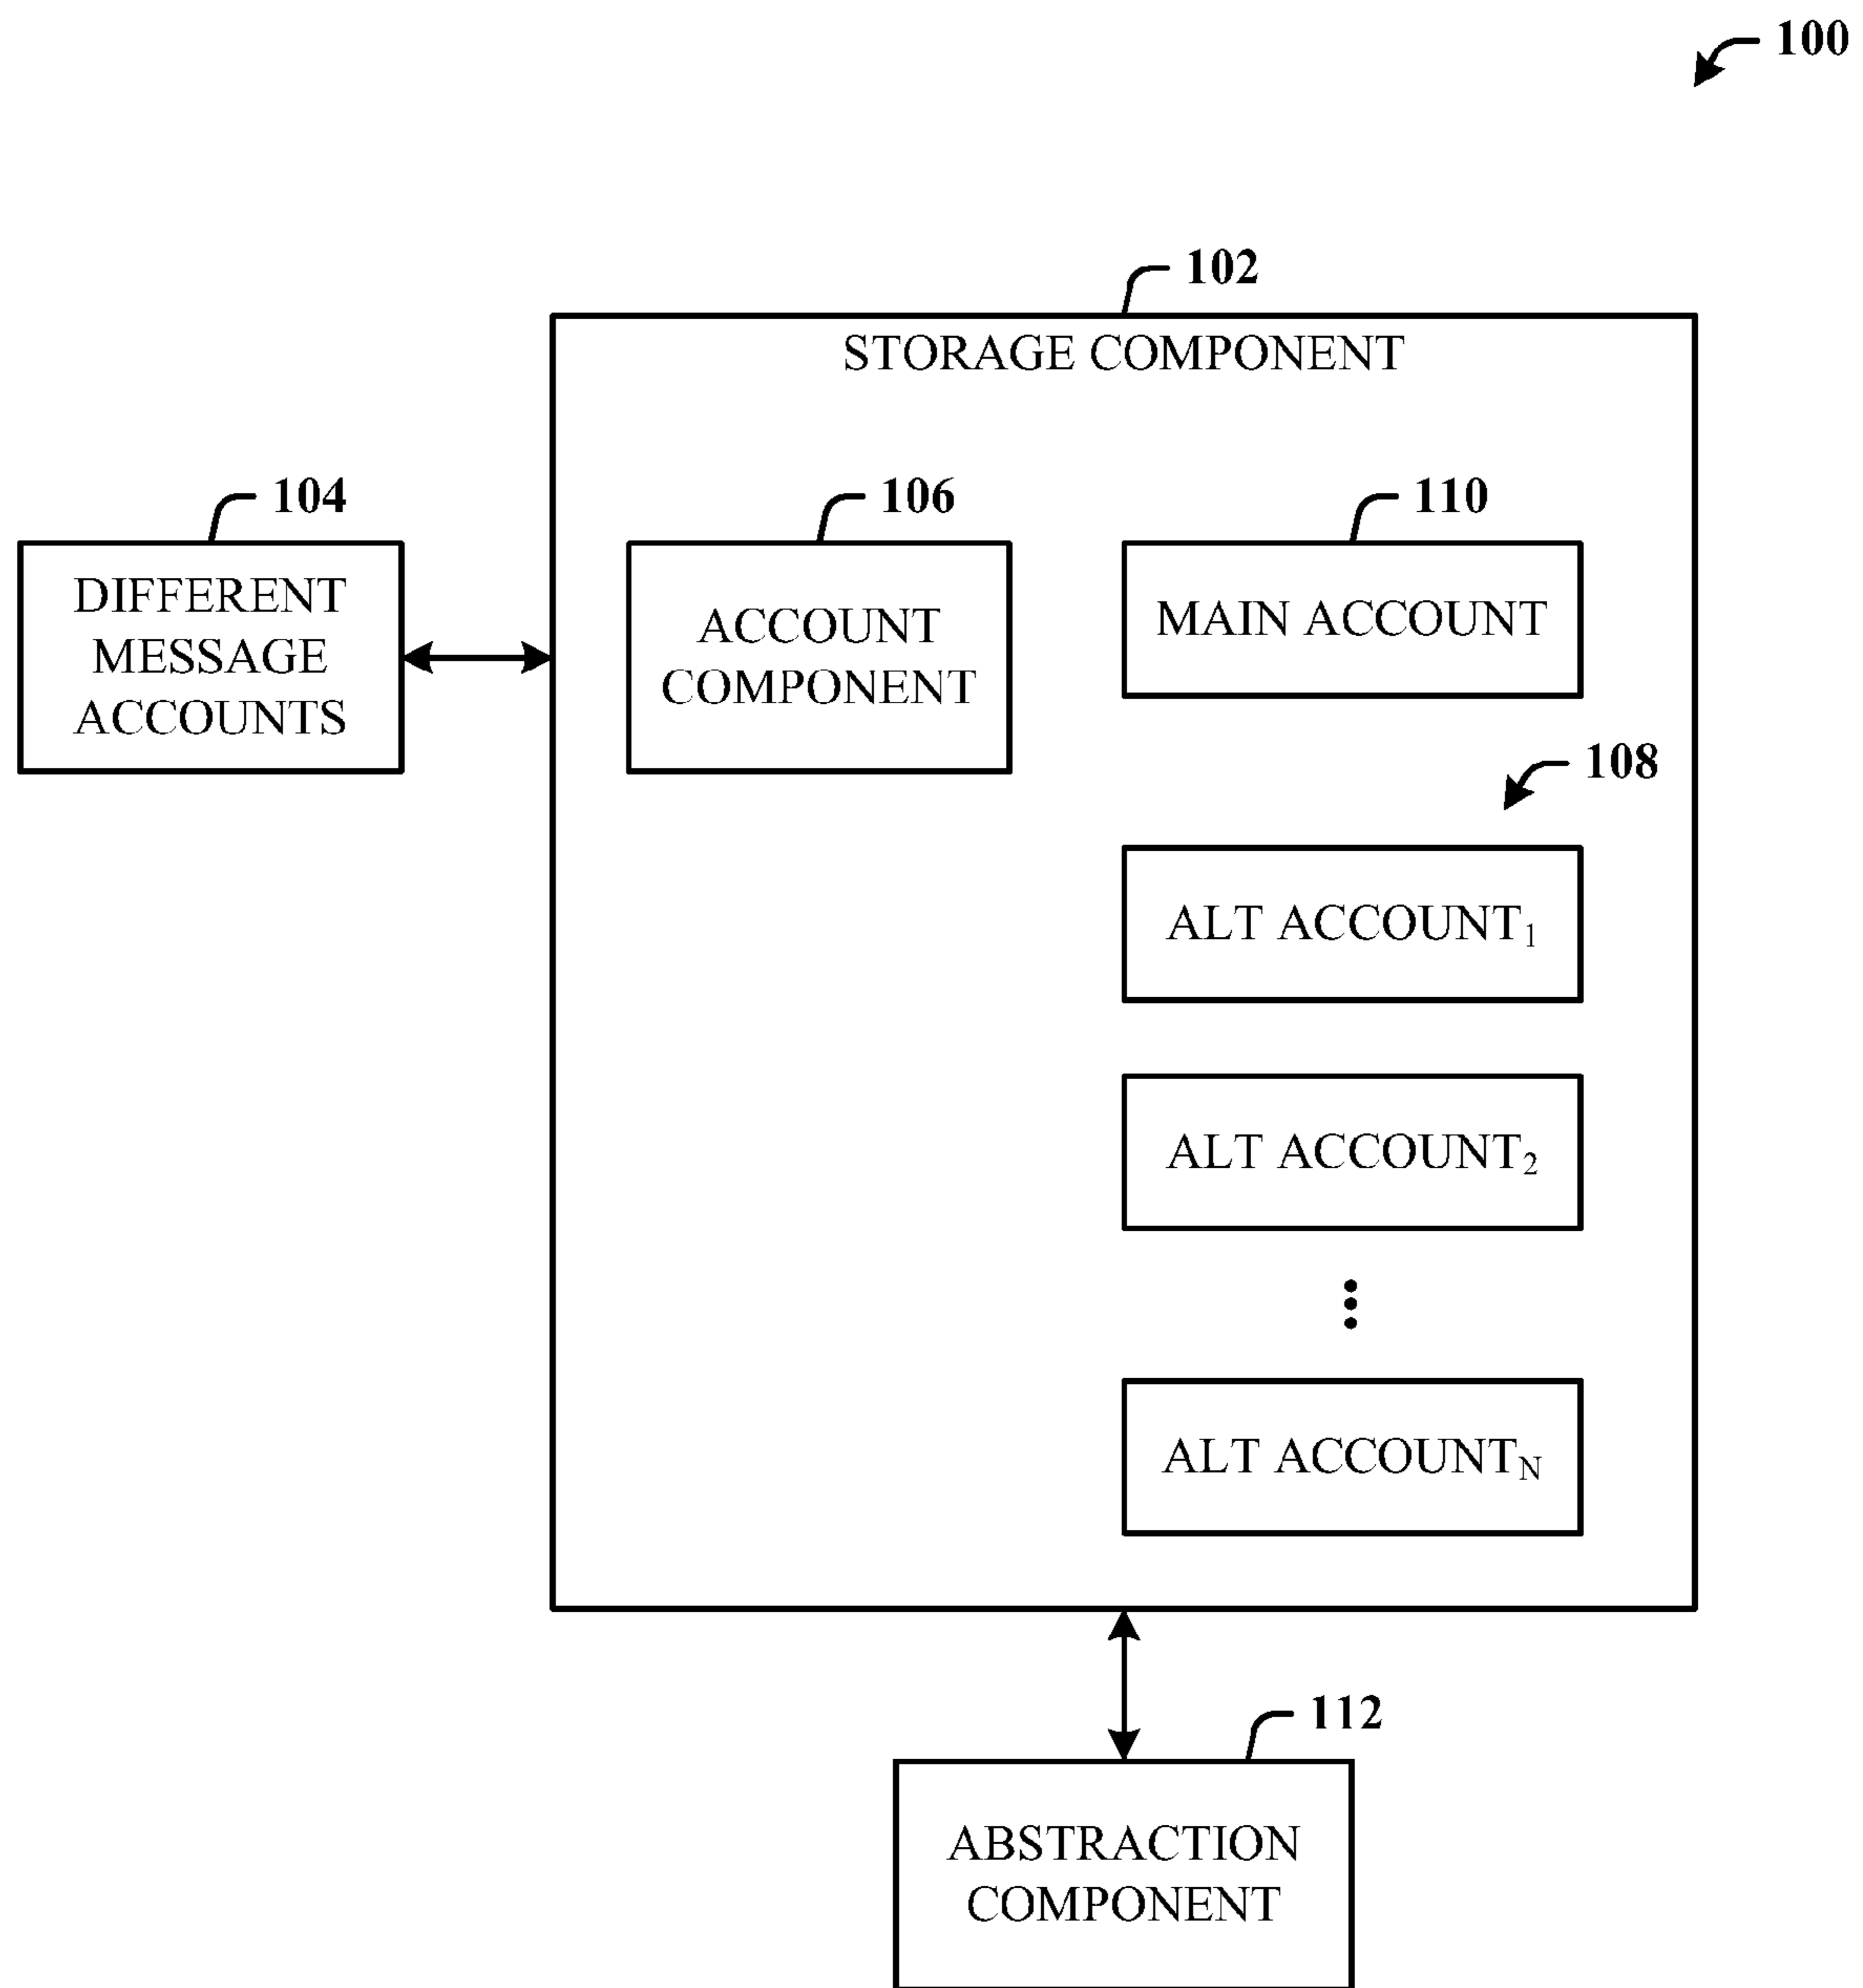 100
102
STORAGE COMPONENT
104
DIFFERENT
MESSAGE
ACCOUNTS
106
ACCOUNT
COMPONENT
110
MAIN ACCOUNT
108
ALT ACCOUNT₁
ALT ACCOUNT₂
ALT ACCOUNT_N
112
ABSTRACTION
COMPONENT